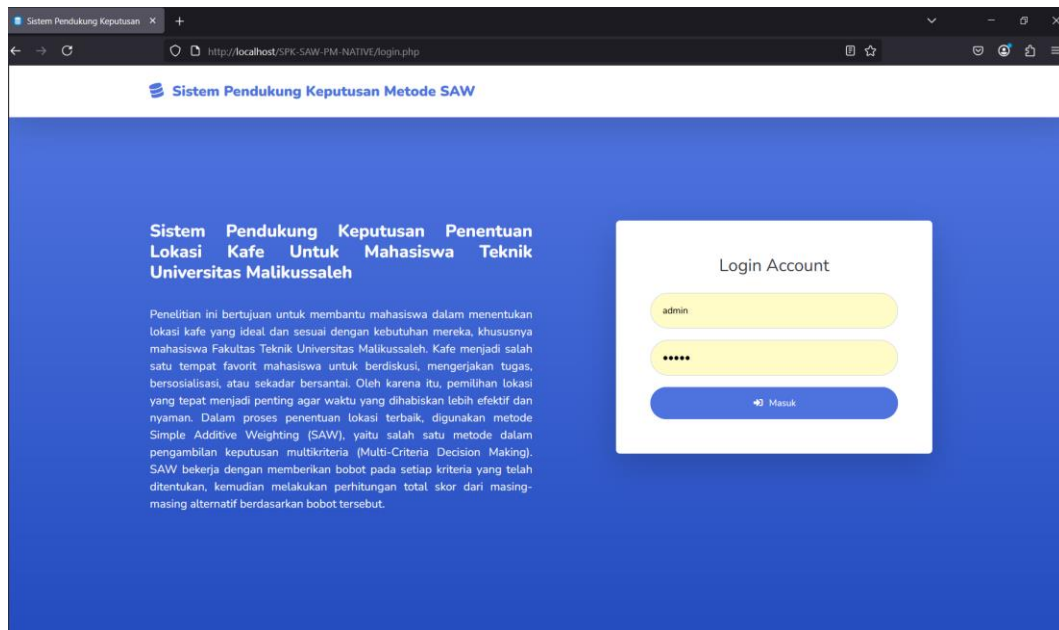 Sistem Pendukung Keputusan
http://localhost/SPK-SAW-PM-NATIVE/login.php
Sistem Pendukung Keputusan Metode SAW
Sistem Pendukung Keputusan Penentuan
Lokasi Kafe Untuk Mahasiswa Teknik
Universitas Malikussaleh
Penelitian ini bertujuan untuk membantu mahasiswa dalam menentukan
lokasi kafe yang ideal dan sesuai dengan kebutuhan mereka, khususnya
mahasiswa Fakultas Teknik Universitas Malikussaleh. Kafe menjadi salah
satu tempat favorit mahasiswa untuk berdiskusi, mengerjakan tugas,
bersosialisasi, atau sekadar bersantai. Oleh karena itu, pemilihan lokasi
yang tepat menjadi penting agar waktu yang dihabiskan lebih efektif dan
nyaman. Dalam proses penentuan lokasi terbaik, digunakan metode
Simple Additive Weighting (SAW), yaitu salah satu metode dalam
pengambilan keputusan multikriteria (Multi-Criteria Decision Making).
SAW bekerja dengan memberikan bobot pada setiap kriteria yang telah
ditentukan, kemudian melakukan perhitungan total skor dari masing-
masing alternatif berdasarkan bobot tersebut.
Login Account
admin
•••••
Masuk